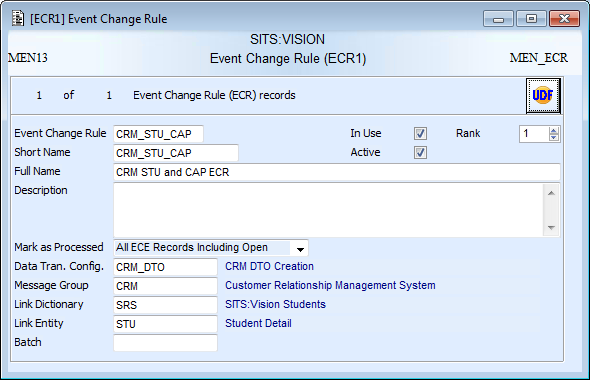 [ECR1] Event Change Rule
SITS:VISION
MEN13 Event Change Rule (ECR1) MEN_ECR
1 of 1 Event Change Rule (ECR) records UDF
Event Change Rule CRM_STU_CAP In Use Rank 1
Short Name CRM_STU_CAP Active
Full Name CRM STU and CAP ECR
Description
Mark as Processed All ECE Records Including Open
Data Tran. Config. CRM_DTO CRM DTO Creation
Message Group CRM Customer Relationship Management System
Link Dictionary SRS SITS:Vision Students
Link Entity STU Student Detail
Batch